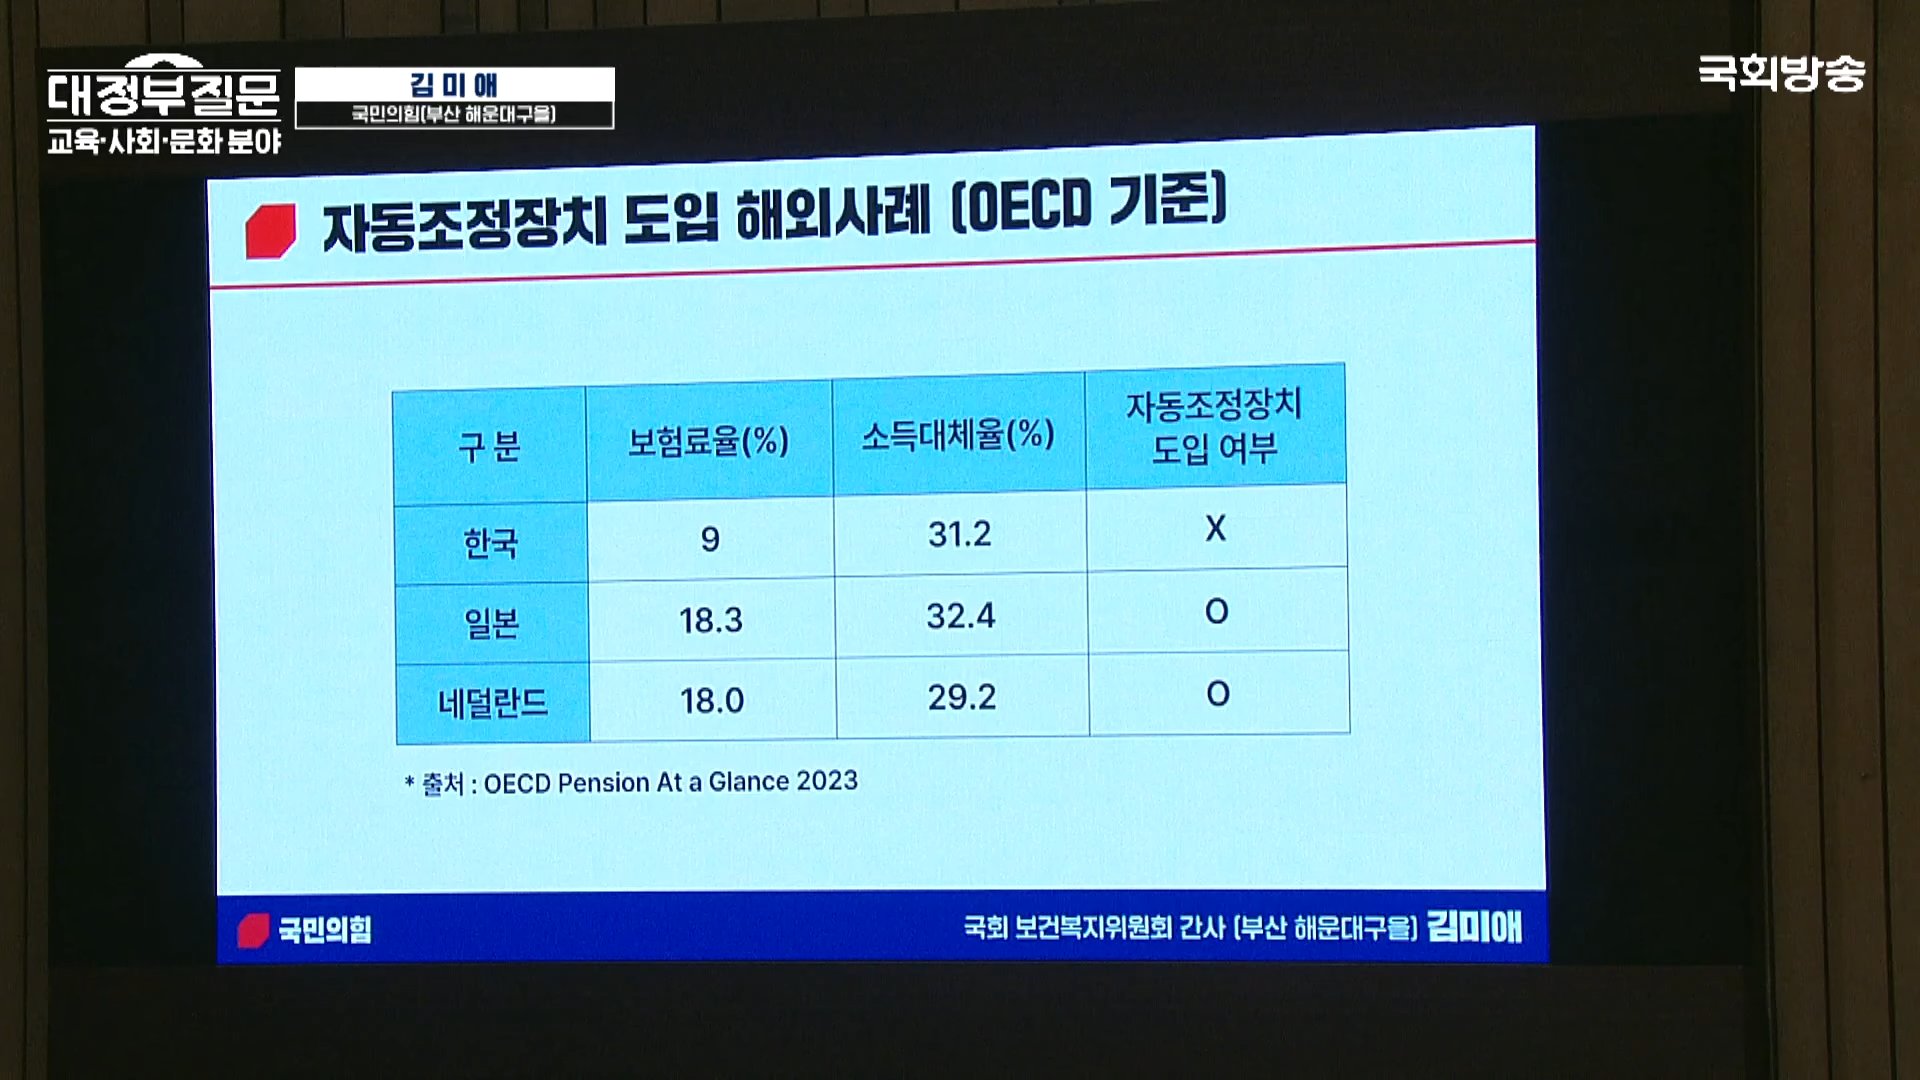 대정부질문
교육·사회·문화 분야
김미애
국민의힘(부산 해운대구을)
국회방송
자동조정장치 도입 해외사례 (OECD 기준)
구 분 보험료율(%) 소득대체율(%) 자동조정장치 도입 여부
한국 9 31.2 X
일본 18.3 32.4 O
네덜란드 18.0 29.2 O
* 출처 : OECD Pension At a Glance 2023
국민의힘
국회 보건복지위원회 간사 (부산 해운대구을) 김미애